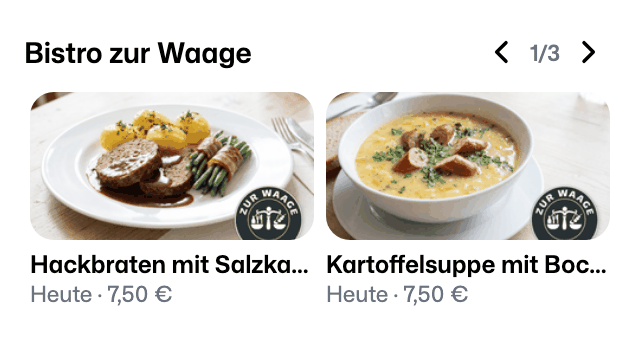 Bistro zur Waage
1/3
ZUR WAAGE
ZUR WAAGE
Hackbraten mit Salzka...
Kartoffelsuppe mit Boc...
Heute · 7,50 €
Heute · 7,50 €